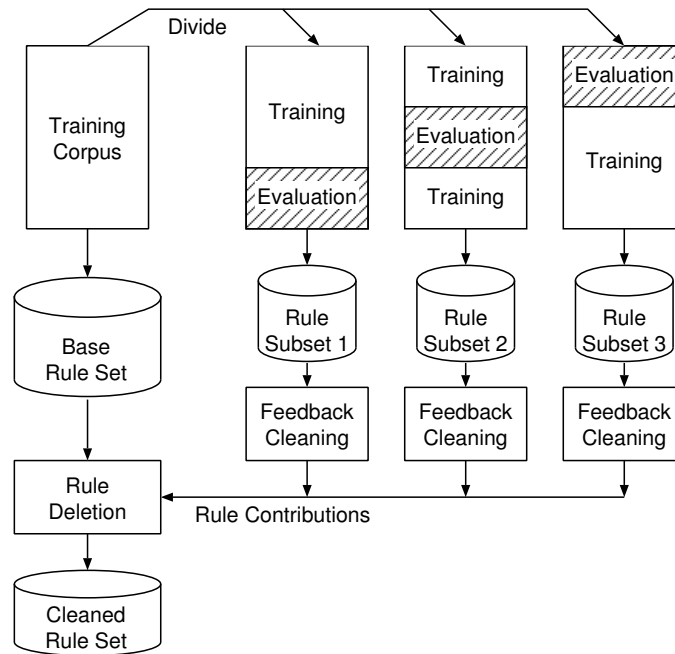 Divide
Training
Corpus
Training
Evaluation
Training
Evaluation
Training
Evaluation
Training
Base
Rule Set
Rule
Subset 1
Rule
Subset 2
Rule
Subset 3
Feedback
Cleaning
Feedback
Cleaning
Feedback
Cleaning
Rule
Deletion
Rule Contributions
Cleaned
Rule Set